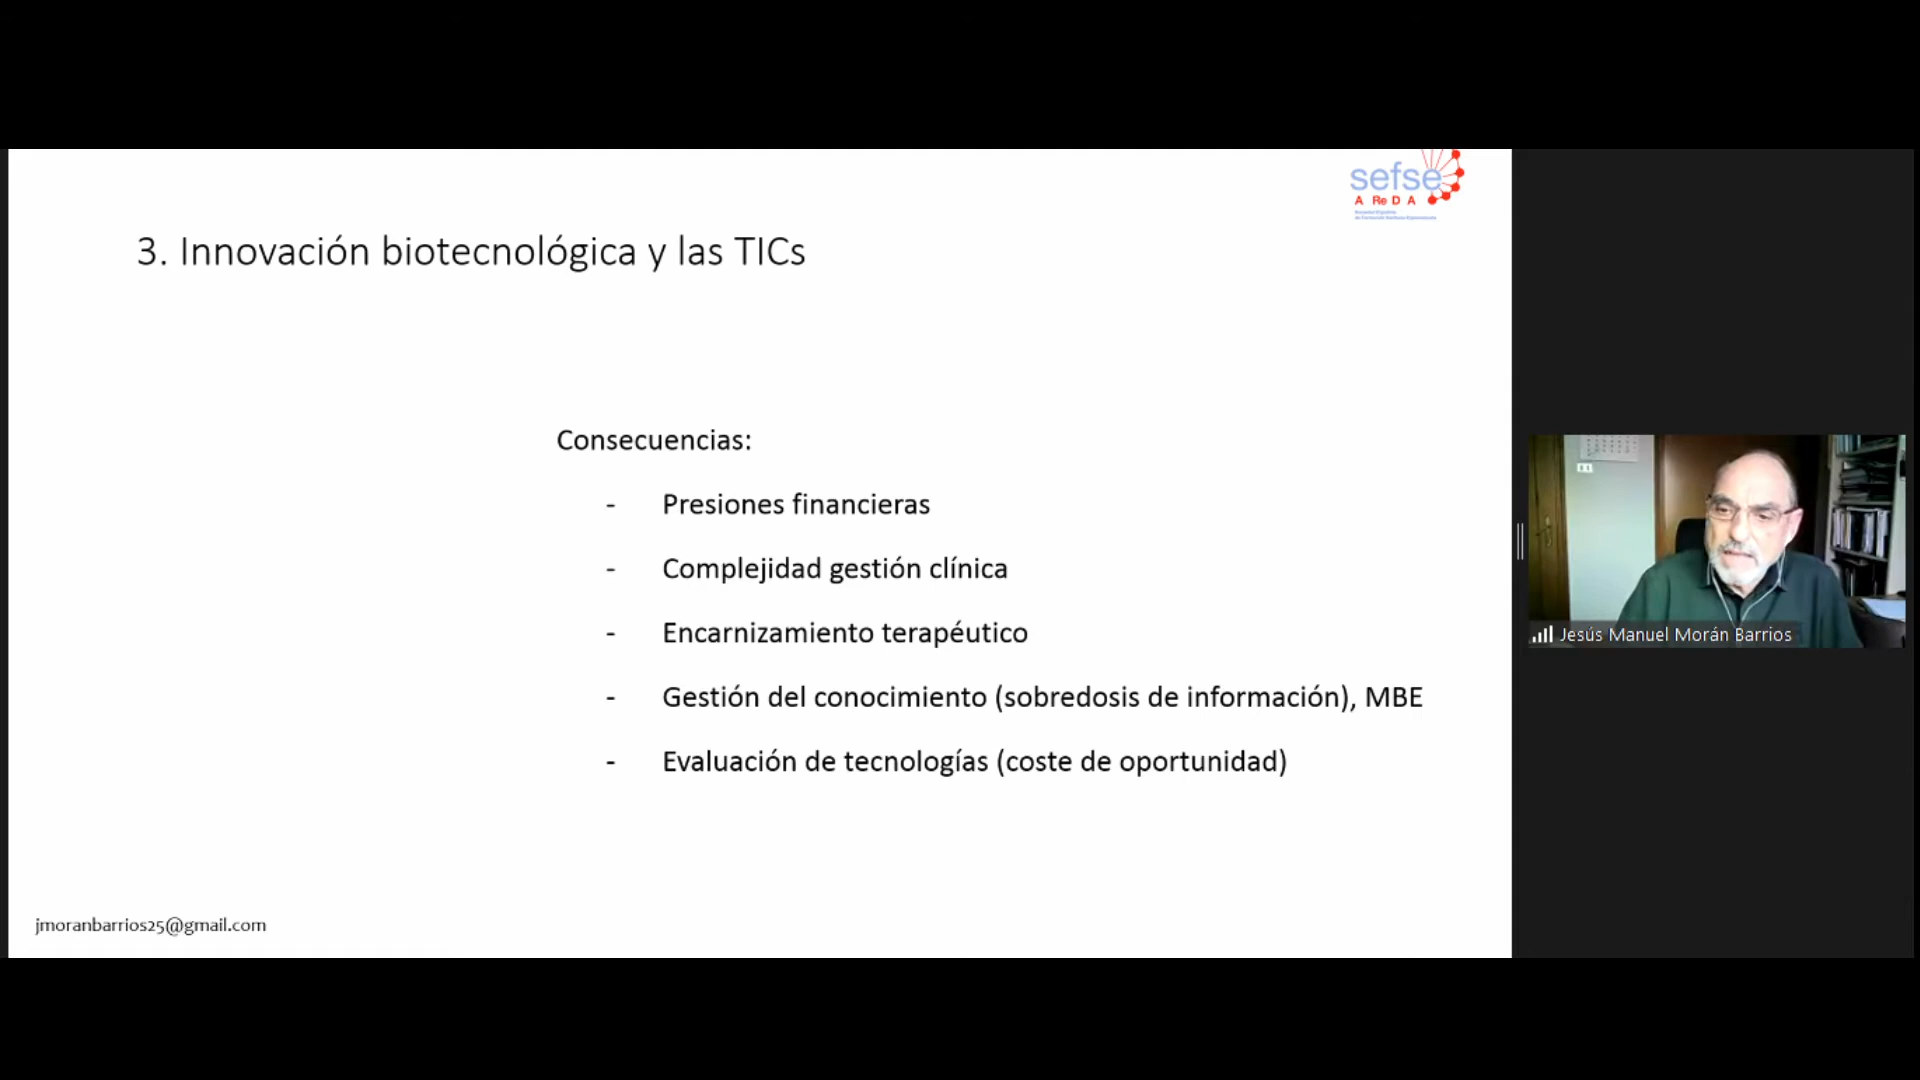 sefse
A Re D A
3. Innovación biotecnológica y las TICs
Consecuencias:
- Presiones financieras
- Complejidad gestión clínica
- Encarnizamiento terapéutico
- Gestión del conocimiento (sobredosis de información), MBE
- Evaluación de tecnologías (coste de oportunidad)
jmoranbarrios25@gmail.com
Jesús Manuel Morán Barrios